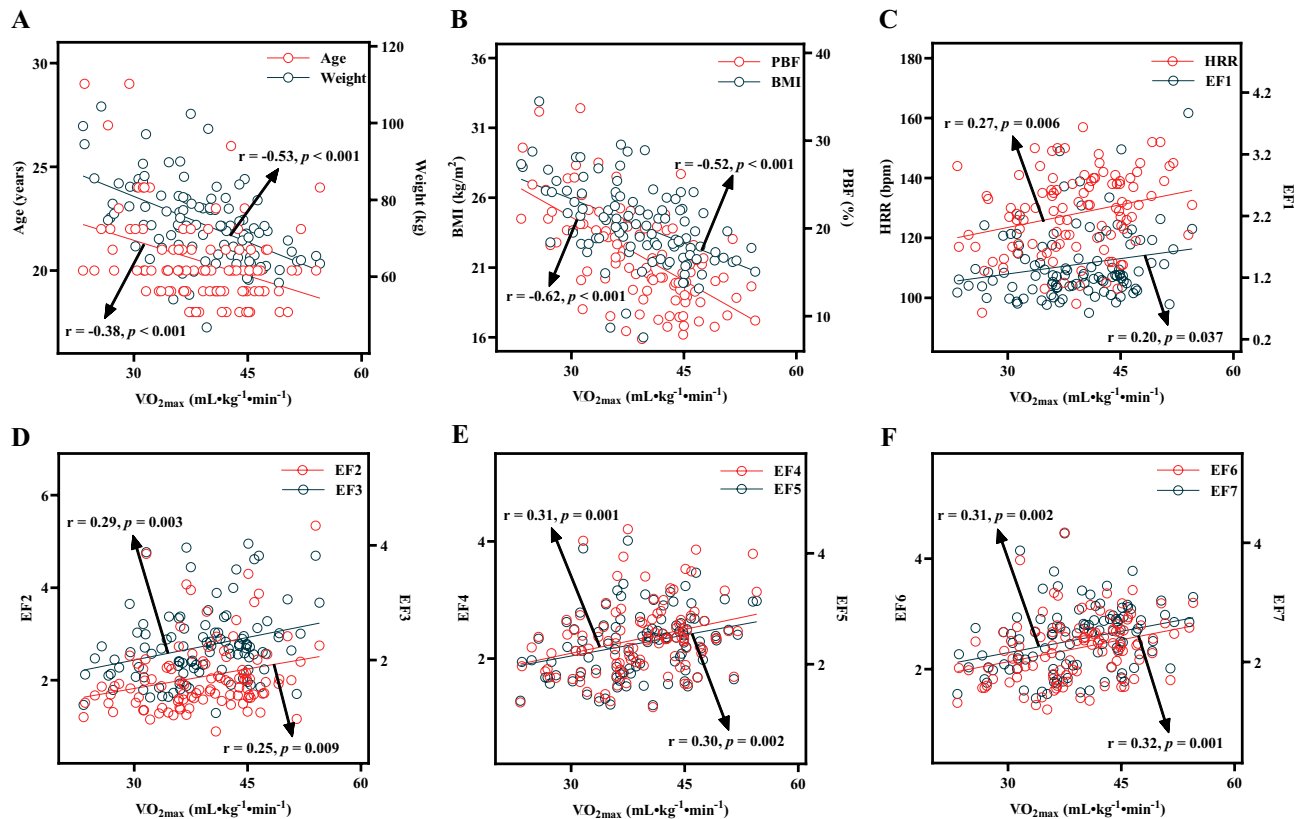 A
Age
Weight
30
25
20
Age (years)
120
100
80
60
40
Weight (kg)
r = -0.53, p < 0.001
r = -0.38, p < 0.001
30 45 60
VO2max (mL•kg-1•min-1)
B
PBF
BMI
36
31
26
21
16
BMI (kg/m2)
40
30
20
10
PBF (%)
r = -0.52, p < 0.001
r = -0.62, p < 0.001
30 45 60
VO2max (mL•kg-1•min-1)
C
HRR
EF1
180
160
140
120
100
HRR (bpm)
4.2
3.2
2.2
1.2
0.2
EF1
r = 0.27, p = 0.006
r = 0.20, p = 0.037
30 45 60
VO2max (mL•kg-1•min-1)
D
EF2
EF3
6
4
2
EF2
4
2
EF3
r = 0.29, p = 0.003
r = 0.25, p = 0.009
30 45 60
VO2max (mL•kg-1•min-1)
E
EF4
EF5
4
2
EF4
4
2
EF5
r = 0.31, p = 0.001
r = 0.30, p = 0.002
30 45 60
VO2max (mL•kg-1•min-1)
F
EF6
EF7
4
2
EF6
4
2
EF7
r = 0.31, p = 0.002
r = 0.32, p = 0.001
30 45 60
VO2max (mL•kg-1•min-1)